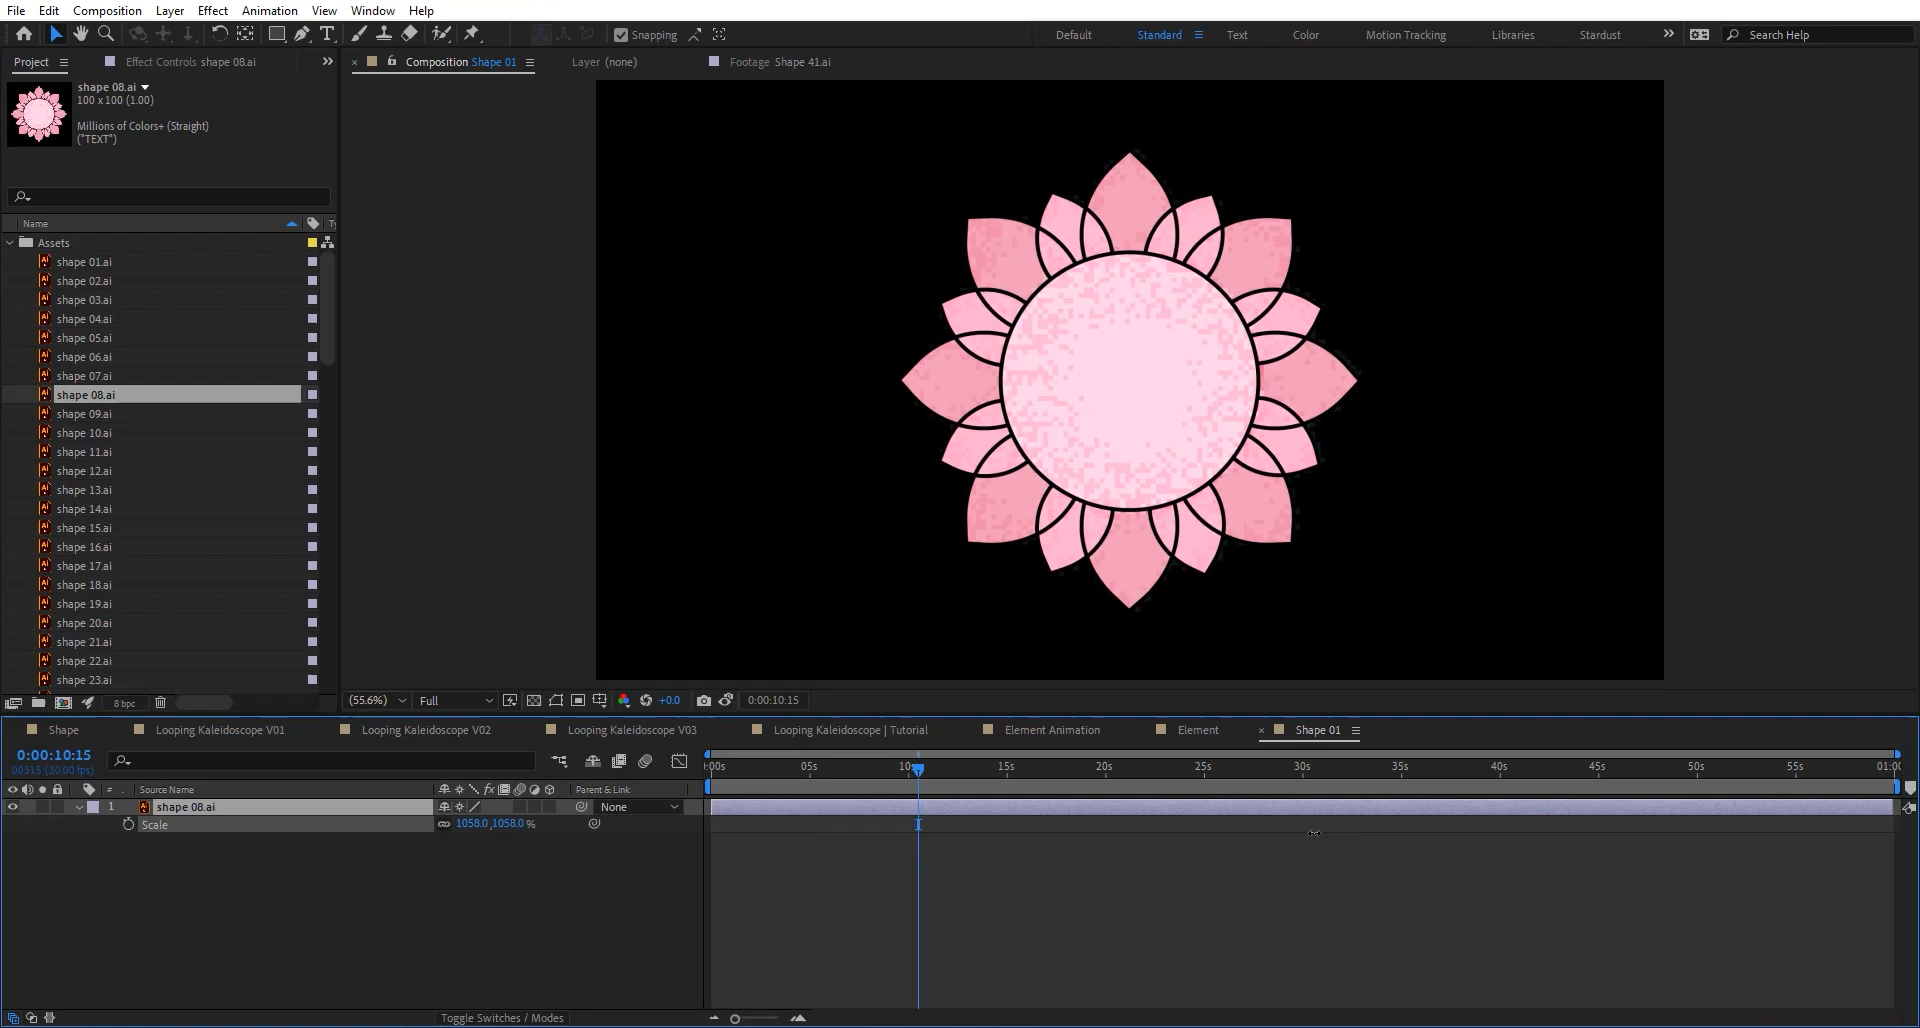 File Edit Composition Layer Effect Animation View Window Help
Snapping
Default Standard Text Color Motion Tracking Libraries Stardust Search Help
Project Effect Controls shape 08.ai
Composition Shape 01 Layer (none) Footage Shape 41.ai
shape 08.ai
100 x 100 (1.00)
Millions of Colors+ (Straight)
("TEXT")
Name
Assets
shape 01.ai
shape 02.ai
shape 03.ai
shape 04.ai
shape 05.ai
shape 06.ai
shape 07.ai
shape 08.ai
shape 09.ai
shape 10.ai
shape 11.ai
shape 12.ai
shape 13.ai
shape 14.ai
shape 15.ai
shape 16.ai
shape 17.ai
shape 18.ai
shape 19.ai
shape 20.ai
shape 21.ai
shape 22.ai
shape 23.ai
8 bpc
(55.6%) Full +0.0 0:00:10:15
Shape Looping Kaleidoscope V01 Looping Kaleidoscope V02 Looping Kaleidoscope V03 Looping Kaleidoscope | Tutorial Element Animation Element Shape 01
0:00:10:15
00315 (30.00 fps)
05s 15s 20s 25s 30s 35s 40s 45s 50s 55s
# Source Name fx Parent & Link
1 shape 08.ai None
Scale 1058.0,1058.0 %
Toggle Switches / Modes